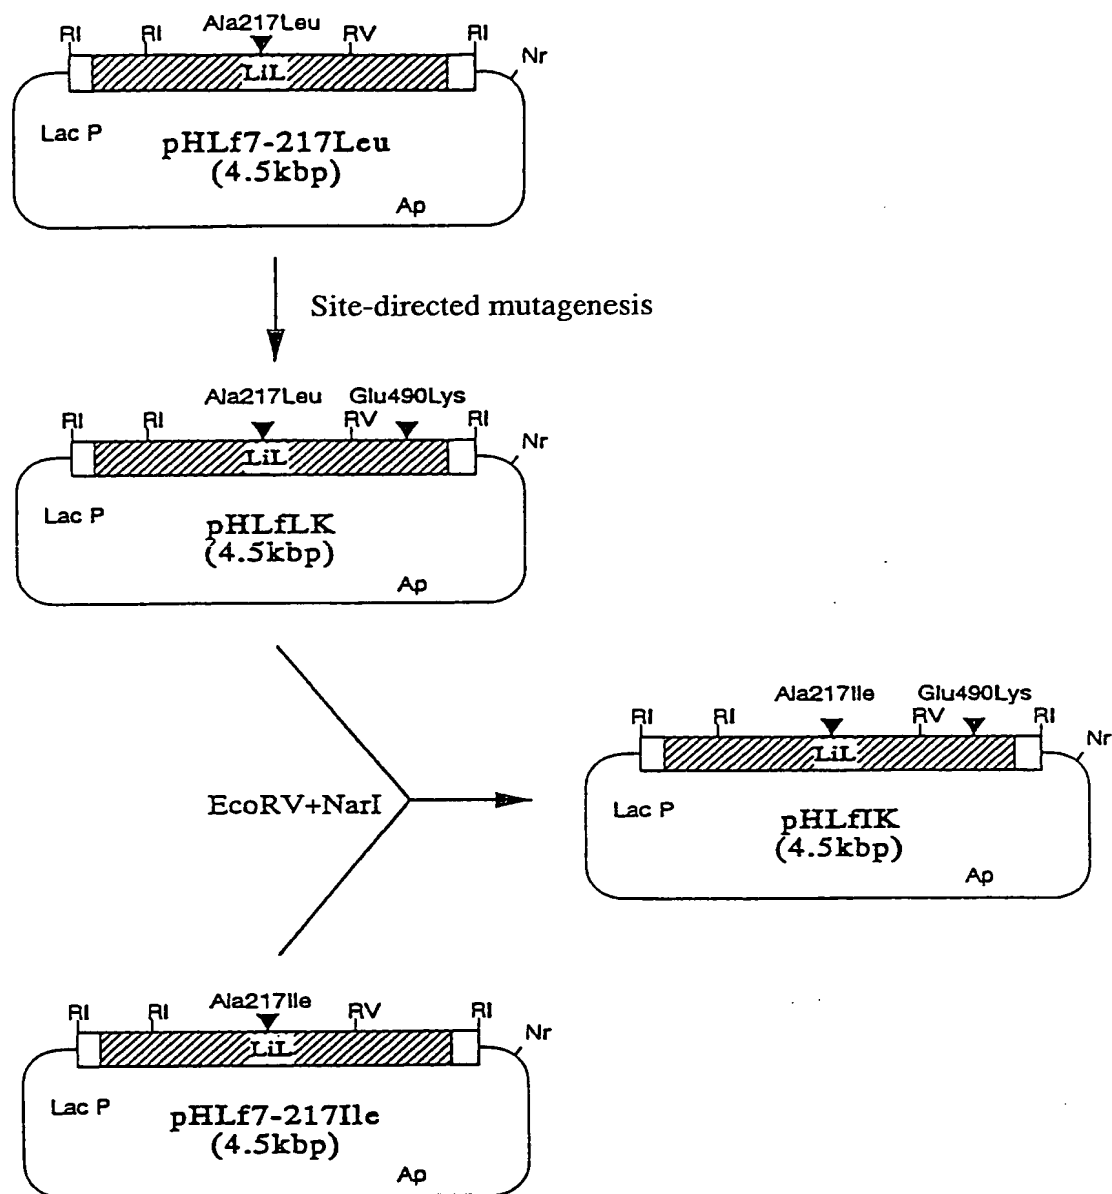 Ala217Leu
RI RI RV RI Nr
LiL
Lac P
pHLf7-217Leu
(4.5kbp)
Ap
Site-directed mutagenesis
Ala217Leu Glu490Lys
RI RI RV RI Nr
LiL
Lac P
pHLfLK
(4.5kbp)
Ap
EcoRV+NarI
Ala217Ile Glu490Lys
RI RI RV RI Nr
LiL
Lac P
pHLfIK
(4.5kbp)
Ap
Ala217Ile
RI RI RV RI Nr
LiL
Lac P
pHLf7-217Ile
(4.5kbp)
Ap